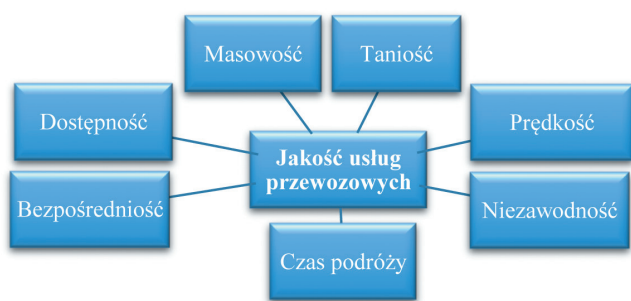 Masowość
Taniość
Dostępność
Prędkość
Jakość usług
przewozowych
Bezpośredniość
Niezawodność
Czas podróży